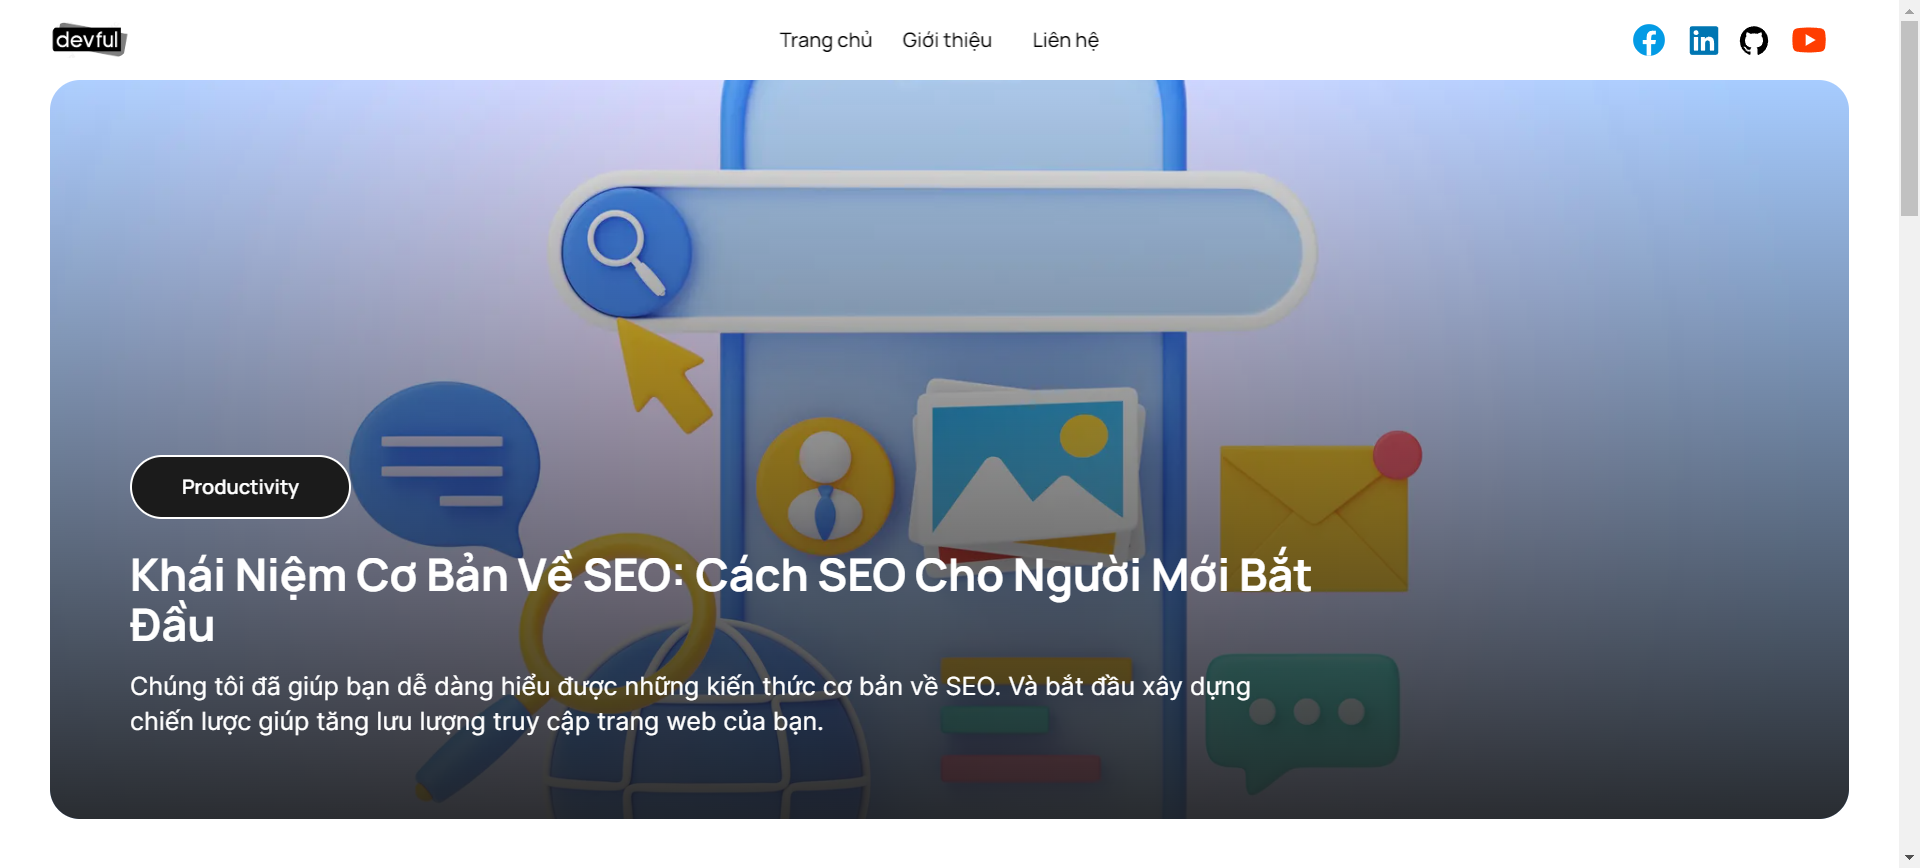 devful
Trang chủ Giới thiệu Liên hệ
Productivity
Khái Niệm Cơ Bản Về SEO: Cách SEO Cho Người Mới Bắt
Đầu
Chúng tôi đã giúp bạn dễ dàng hiểu được những kiến thức cơ bản về SEO. Và bắt đầu xây dựng
chiến lược giúp tăng lưu lượng truy cập trang web của bạn.